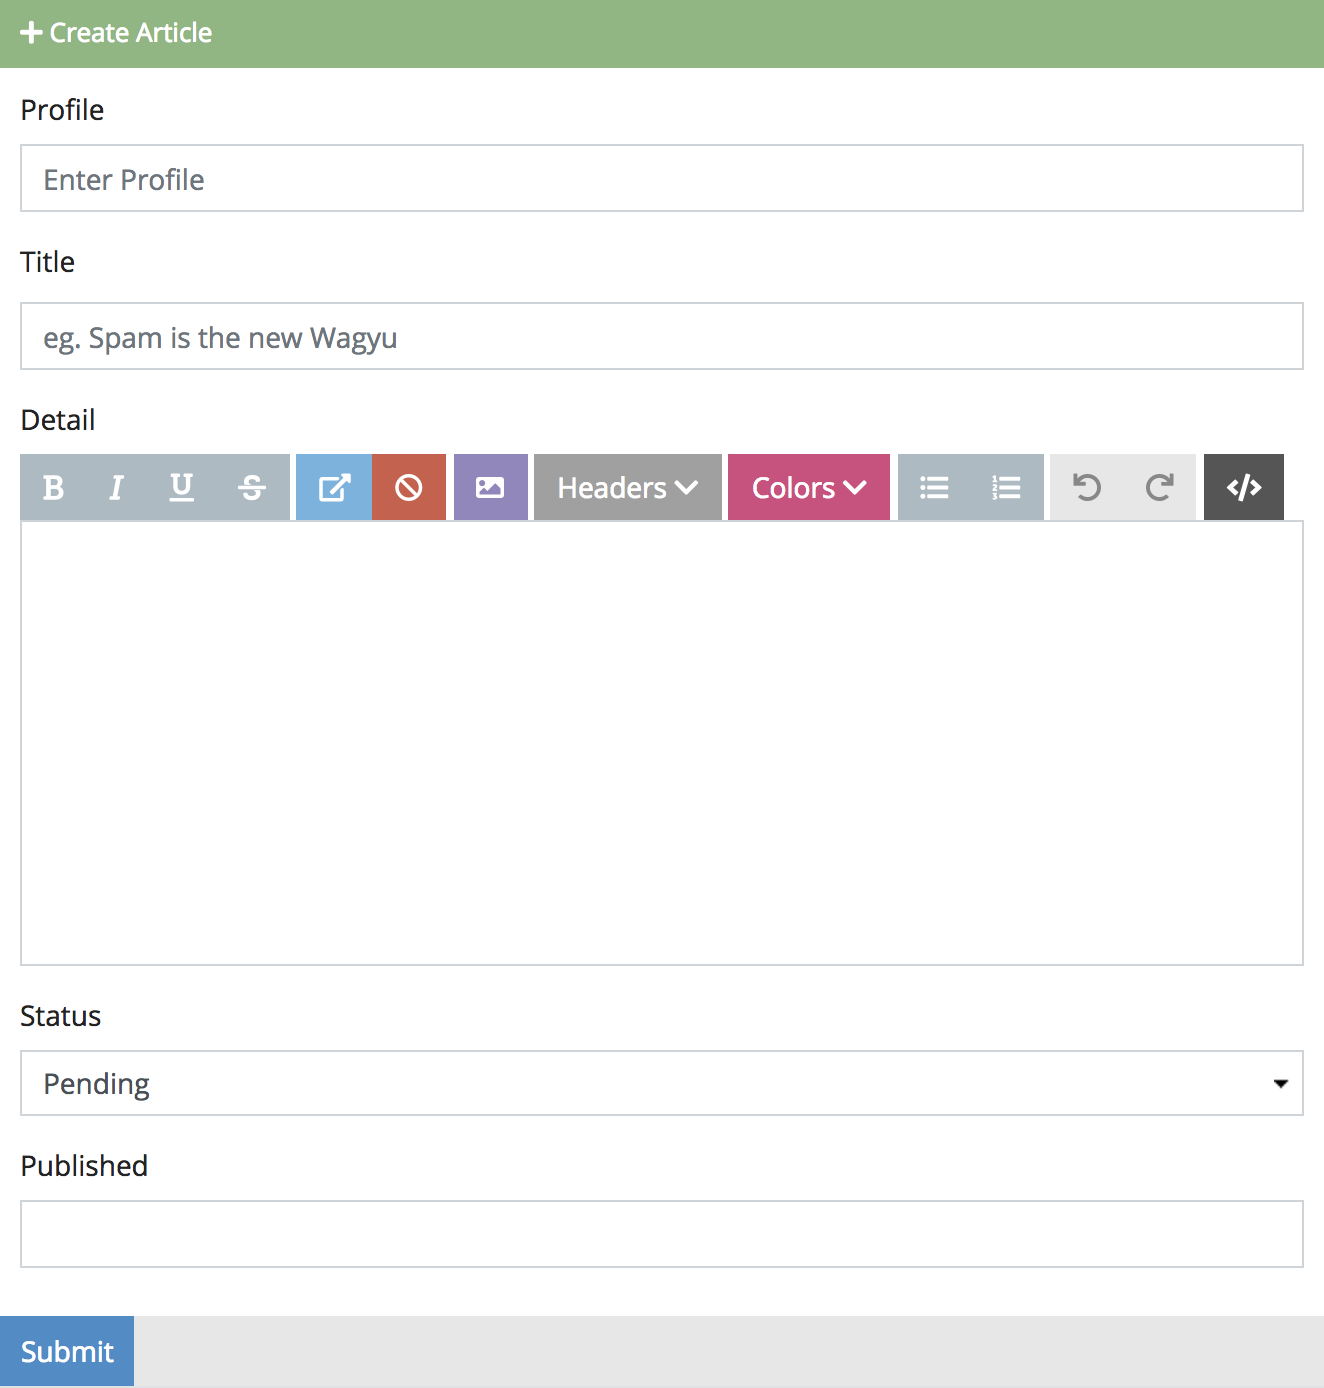 Create Article
Profile
Enter Profile
Title
eg. Spam is the new Wagyu
Detail
B I U S Headers Colors
Status
Pending
Published
Submit